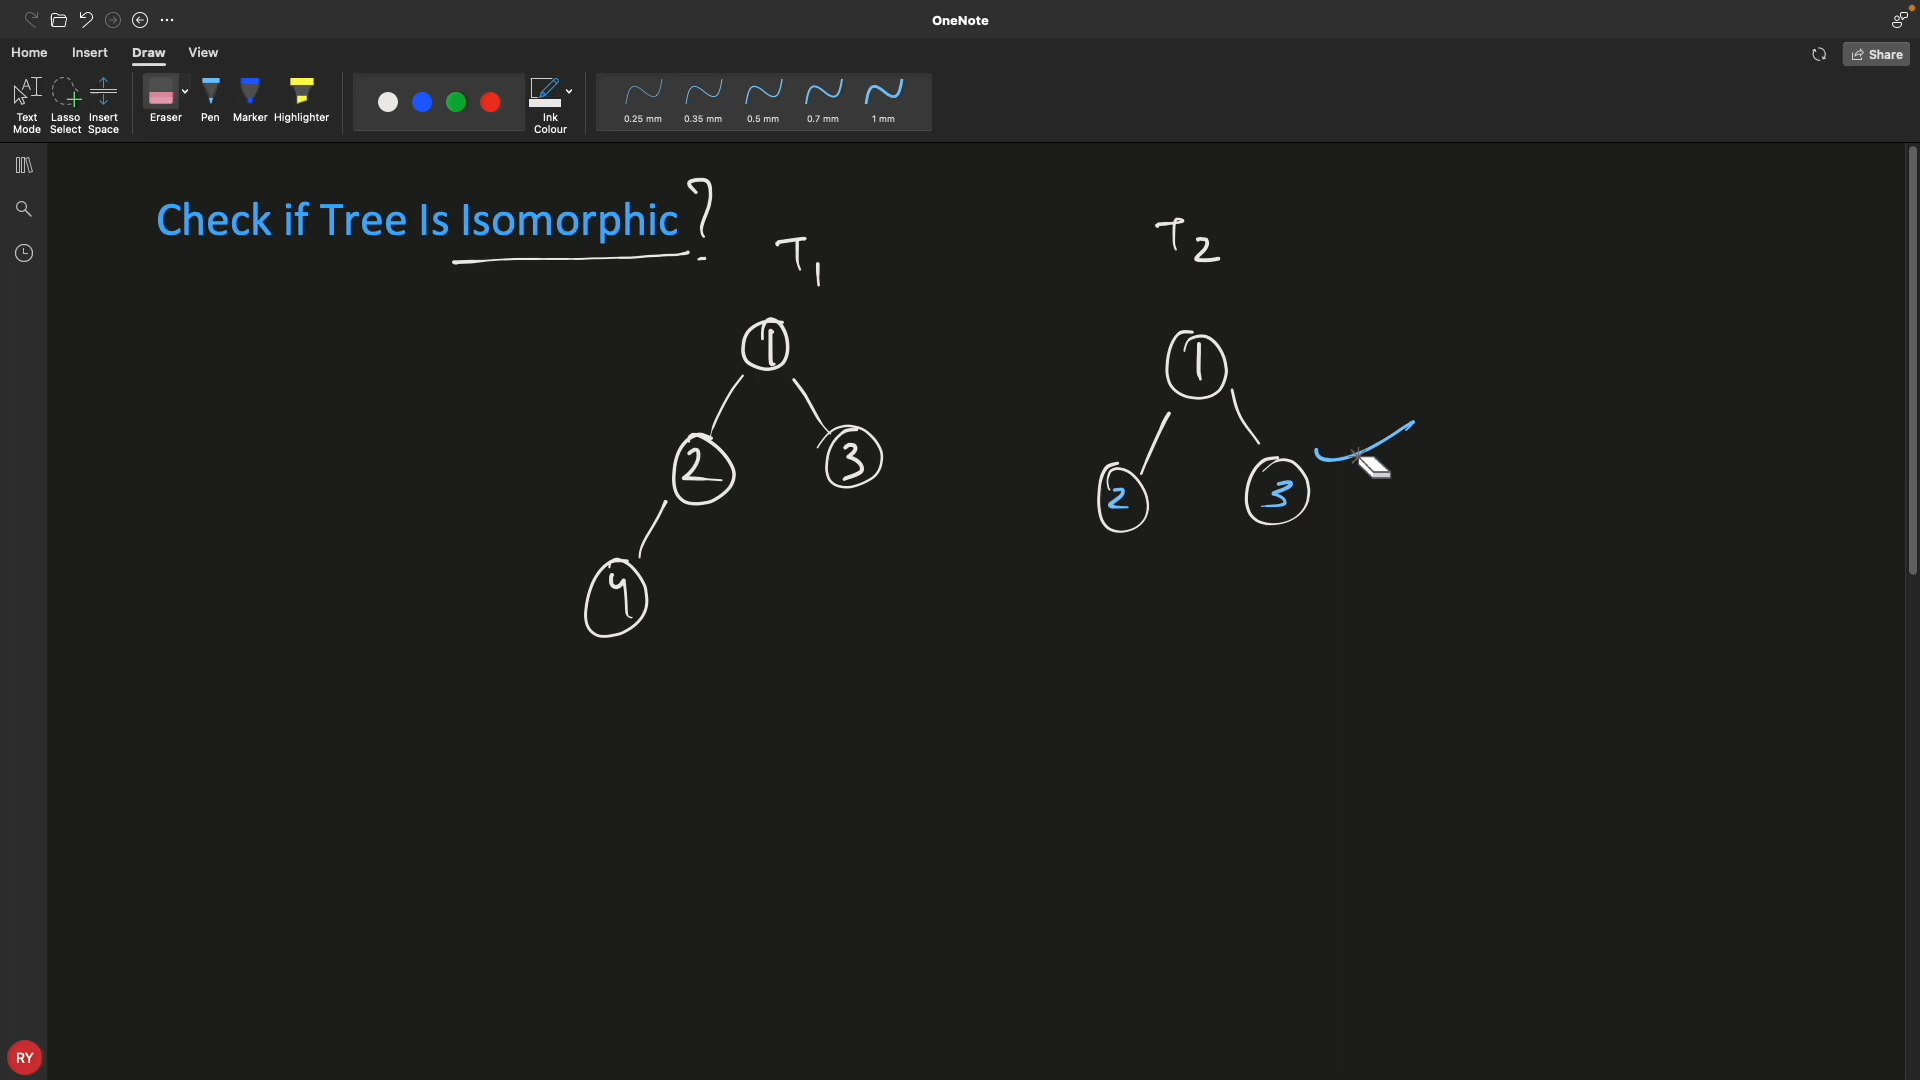 OneNote
Home Insert Draw View
Share
Text Mode
Lasso Select
Insert Space
Eraser
Pen
Marker
Highlighter
Ink Colour
0.25 mm
0.35 mm
0.5 mm
0.7 mm
1 mm
Check if Tree Is Isomorphic ?
T1
T2
1
1
2
3
2
3
4
RY